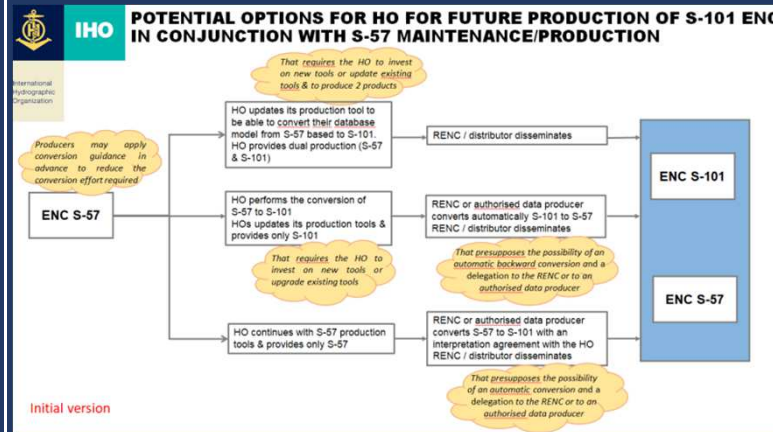 POTENTIAL OPTIONS FOR HO FOR FUTURE PRODUCTION OF S-101 ENC
IN CONJUNCTION WITH S-57 MAINTENANCE/PRODUCTION
IHO
International
Hydrographic
Organization
That requires the HO to invest
on new tools or update existing
tools & to produce 2 products
Producers may apply
conversion guidance in
advance to reduce the
conversion effort required
ENC S-57
HO updates its production tool to
be able to convert their database
model from S-57 based to S-101.
HO provides dual production (S-57
& S-101)
RENC / distributor disseminates
HO performs the conversion of
S-57 to S-101
HOs updates its production tools &
provides only S-101
RENC or authorised data producer
converts automatically S-101 to S-57
RENC / distributor disseminates
That requires the HO to
invest on new tools or
upgrade existing tools
That presupposes the possibility of an
automatic backward conversion and a
delegation to the RENC or to an
authorised data producer
HO continues with S-57 production
tools & provides only S-57
RENC or authorised data producer
converts S-57 to S-101 with an
interpretation agreement with the HO
RENC / distributor disseminates
That presupposes the possibility
of an automatic conversion and a
delegation to the RENC or to an
authorised data producer
ENC S-101
ENC S-57
Initial version